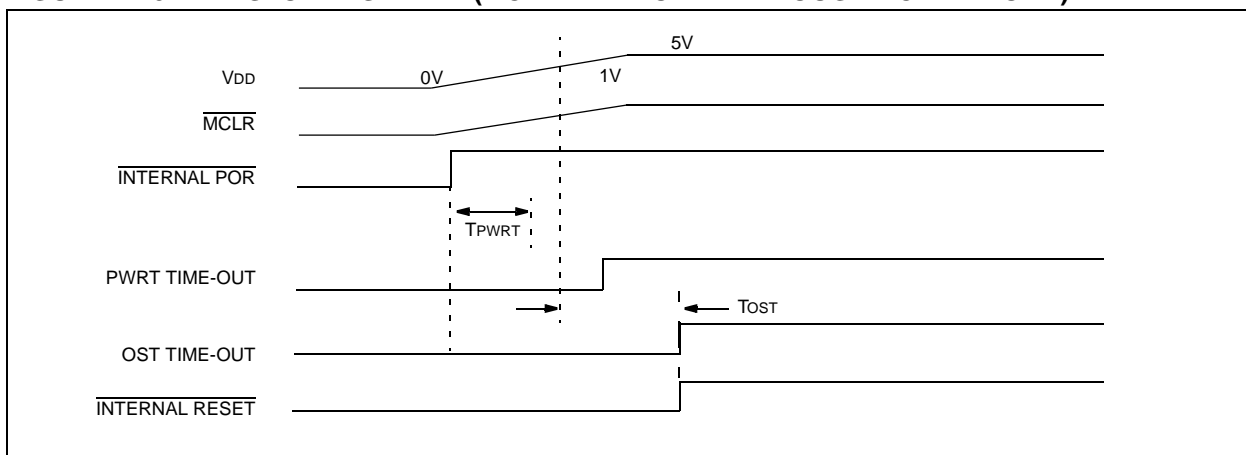 5V
VDD 0V 1V
MCLR
INTERNAL POR
TPWRT
PWRT TIME-OUT
TOST
OST TIME-OUT
INTERNAL RESET